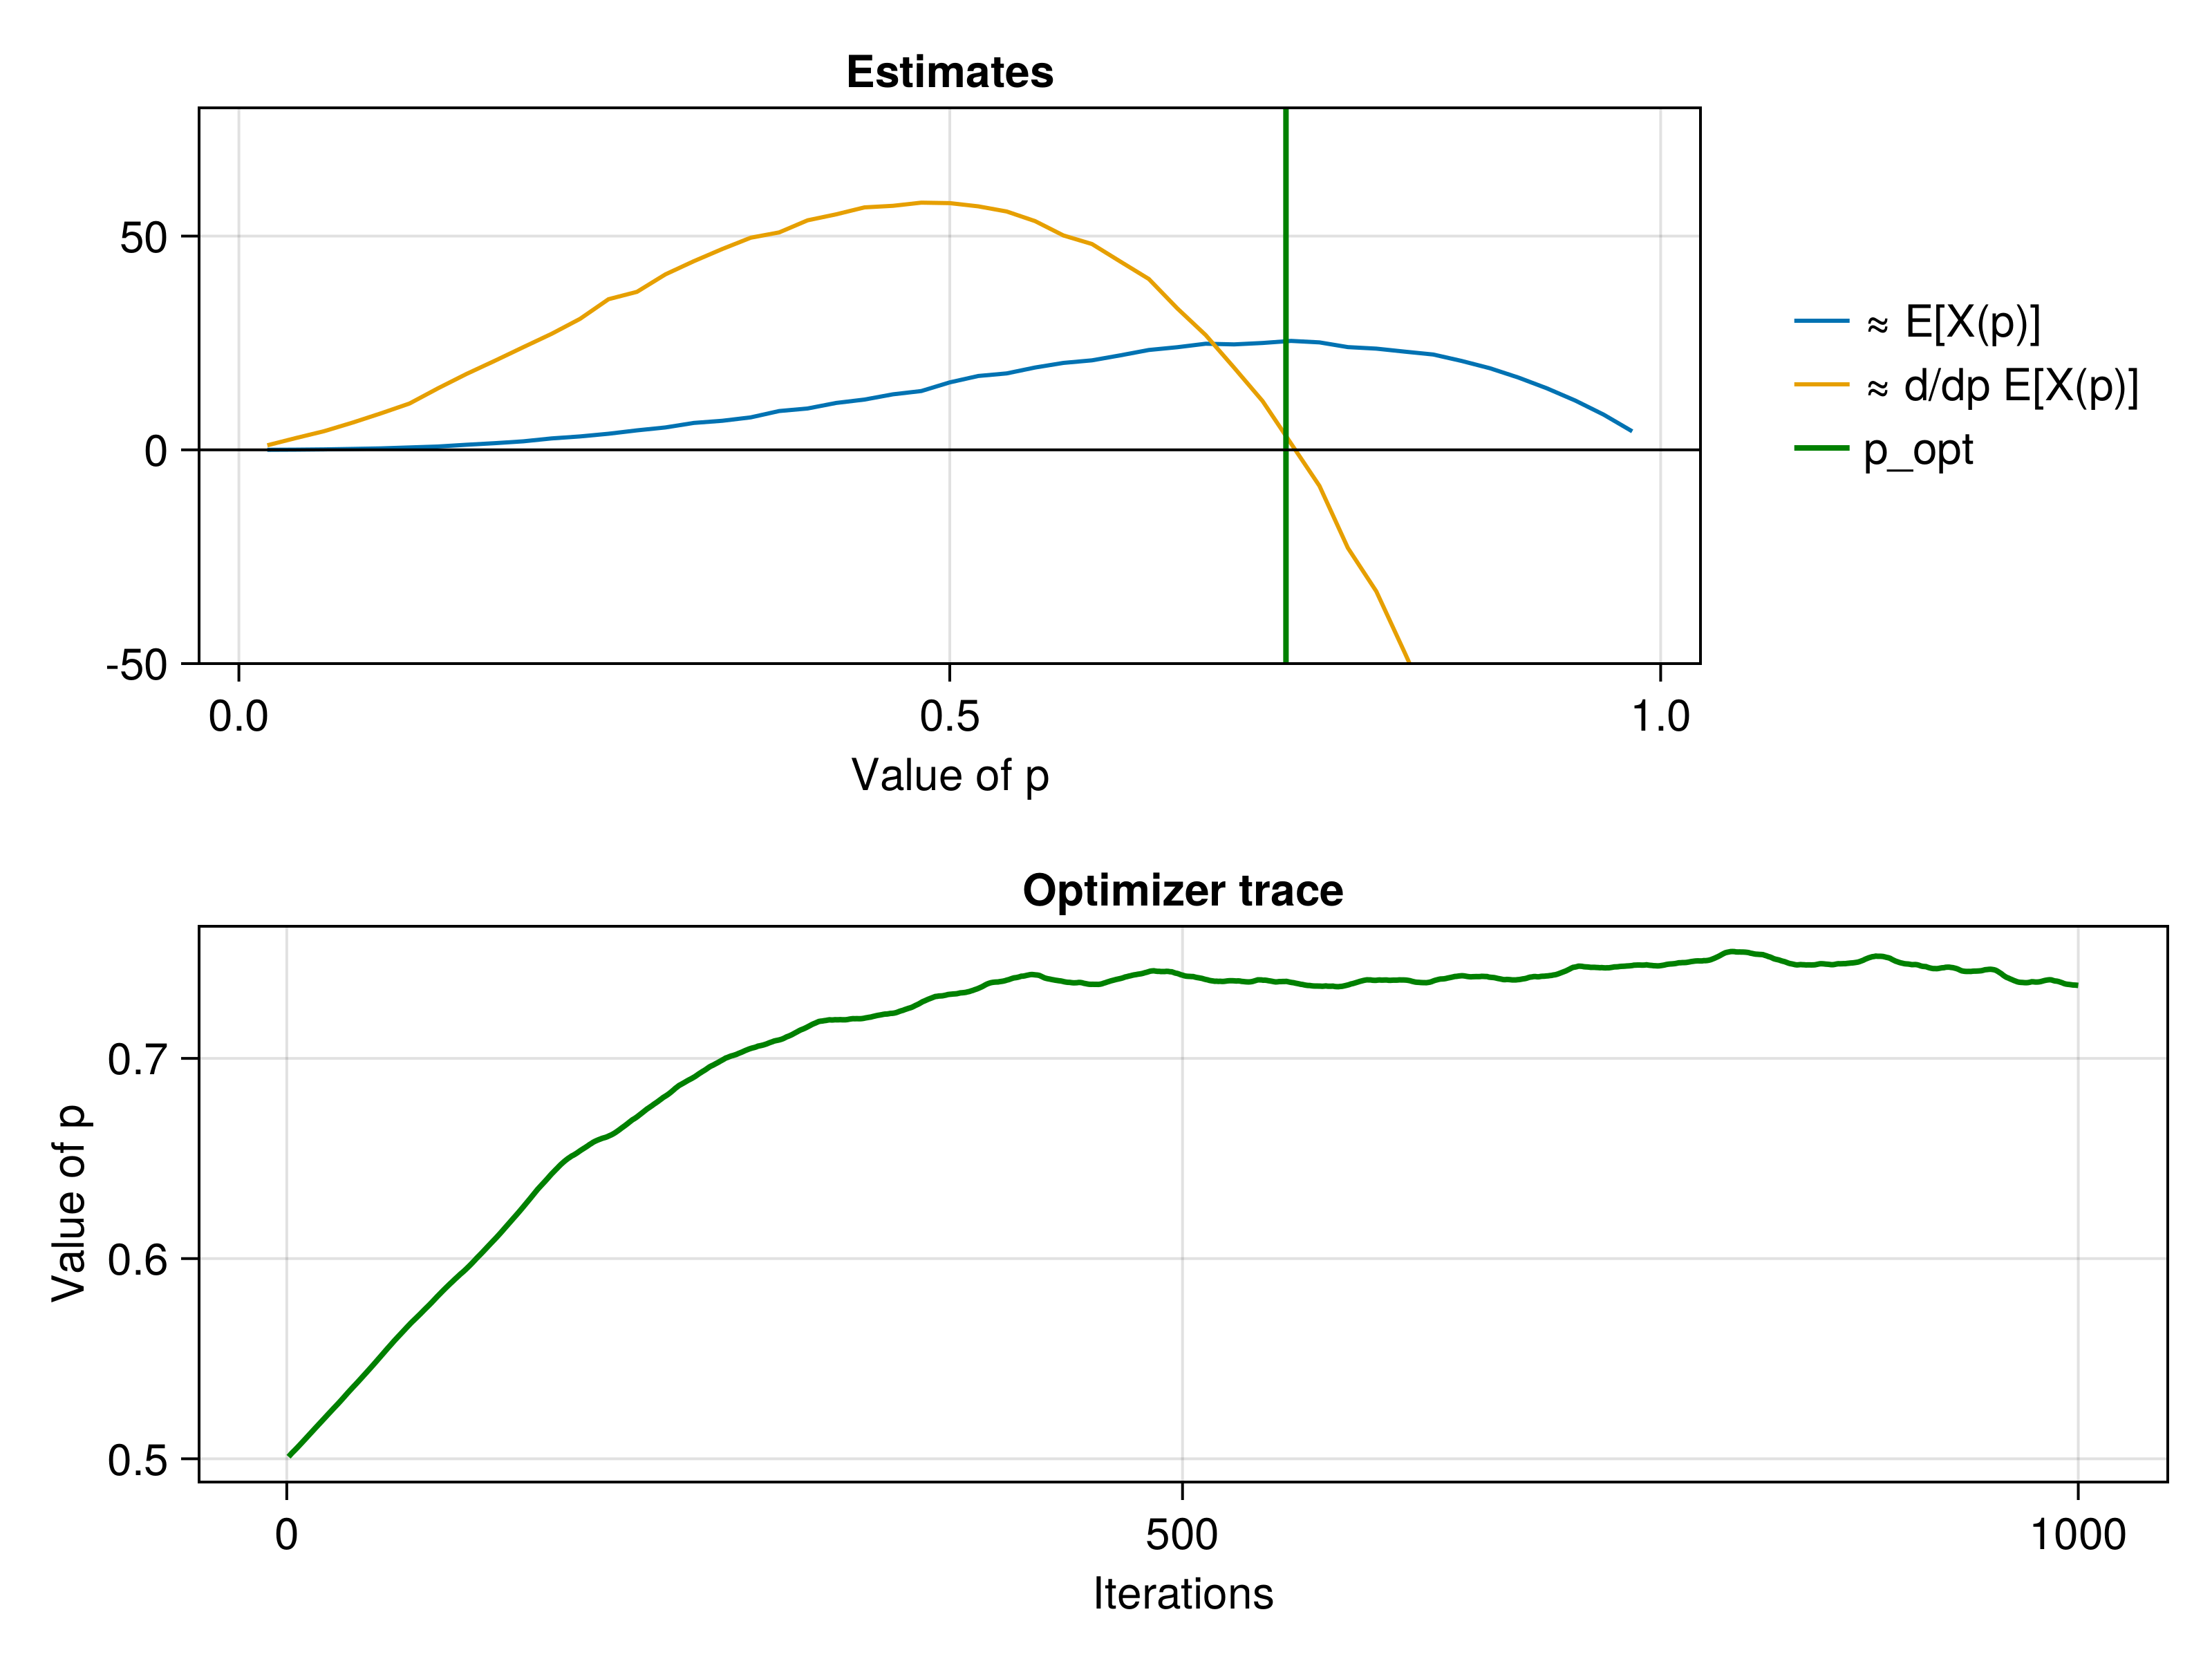 Estimates
50
0
-50
0.0
0.5
1.0
Value of p
≈ E[X(p)]
≈ d/dp E[X(p)]
p_opt
Optimizer trace
Value of p
0.7
0.6
0.5
0
500
1000
Iterations